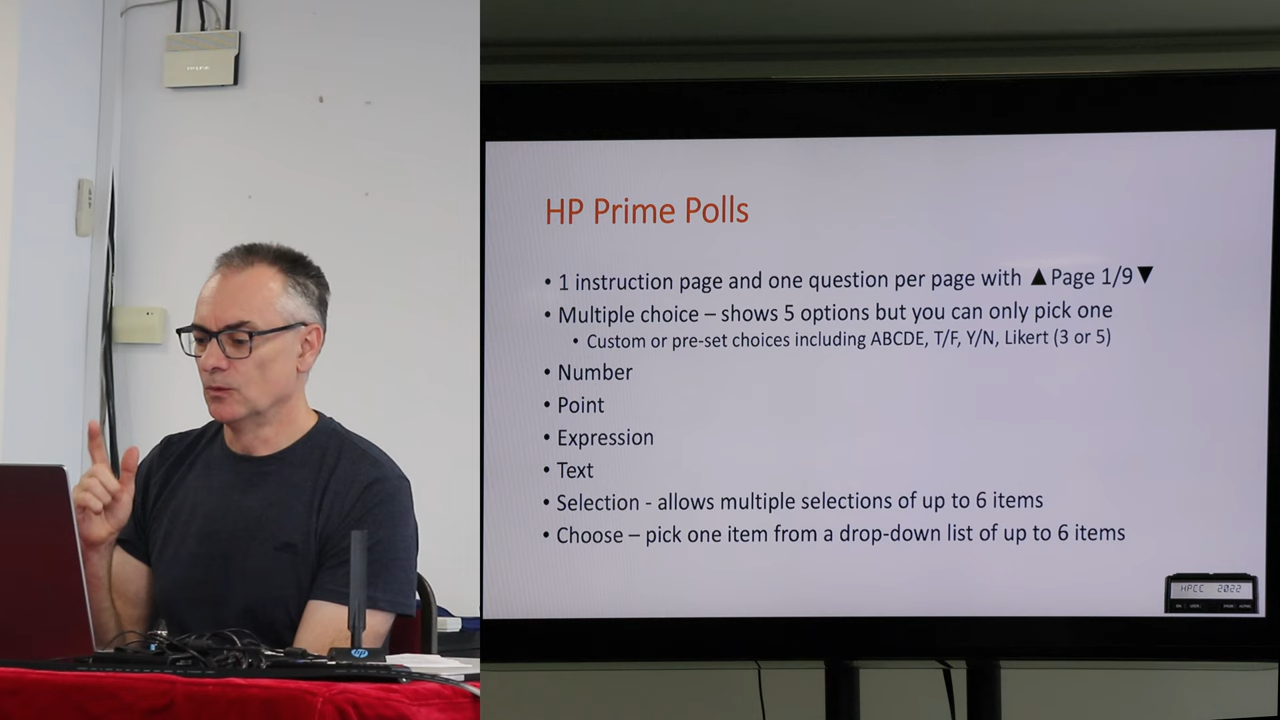 tp-link
HP Prime Polls
• 1 instruction page and one question per page with ▲Page 1/9▼
• Multiple choice – shows 5 options but you can only pick one
• Custom or pre-set choices including ABCDE, T/F, Y/N, Likert (3 or 5)
• Number
• Point
• Expression
• Text
• Selection - allows multiple selections of up to 6 items
• Choose – pick one item from a drop-down list of up to 6 items
HPCC 2022
hp